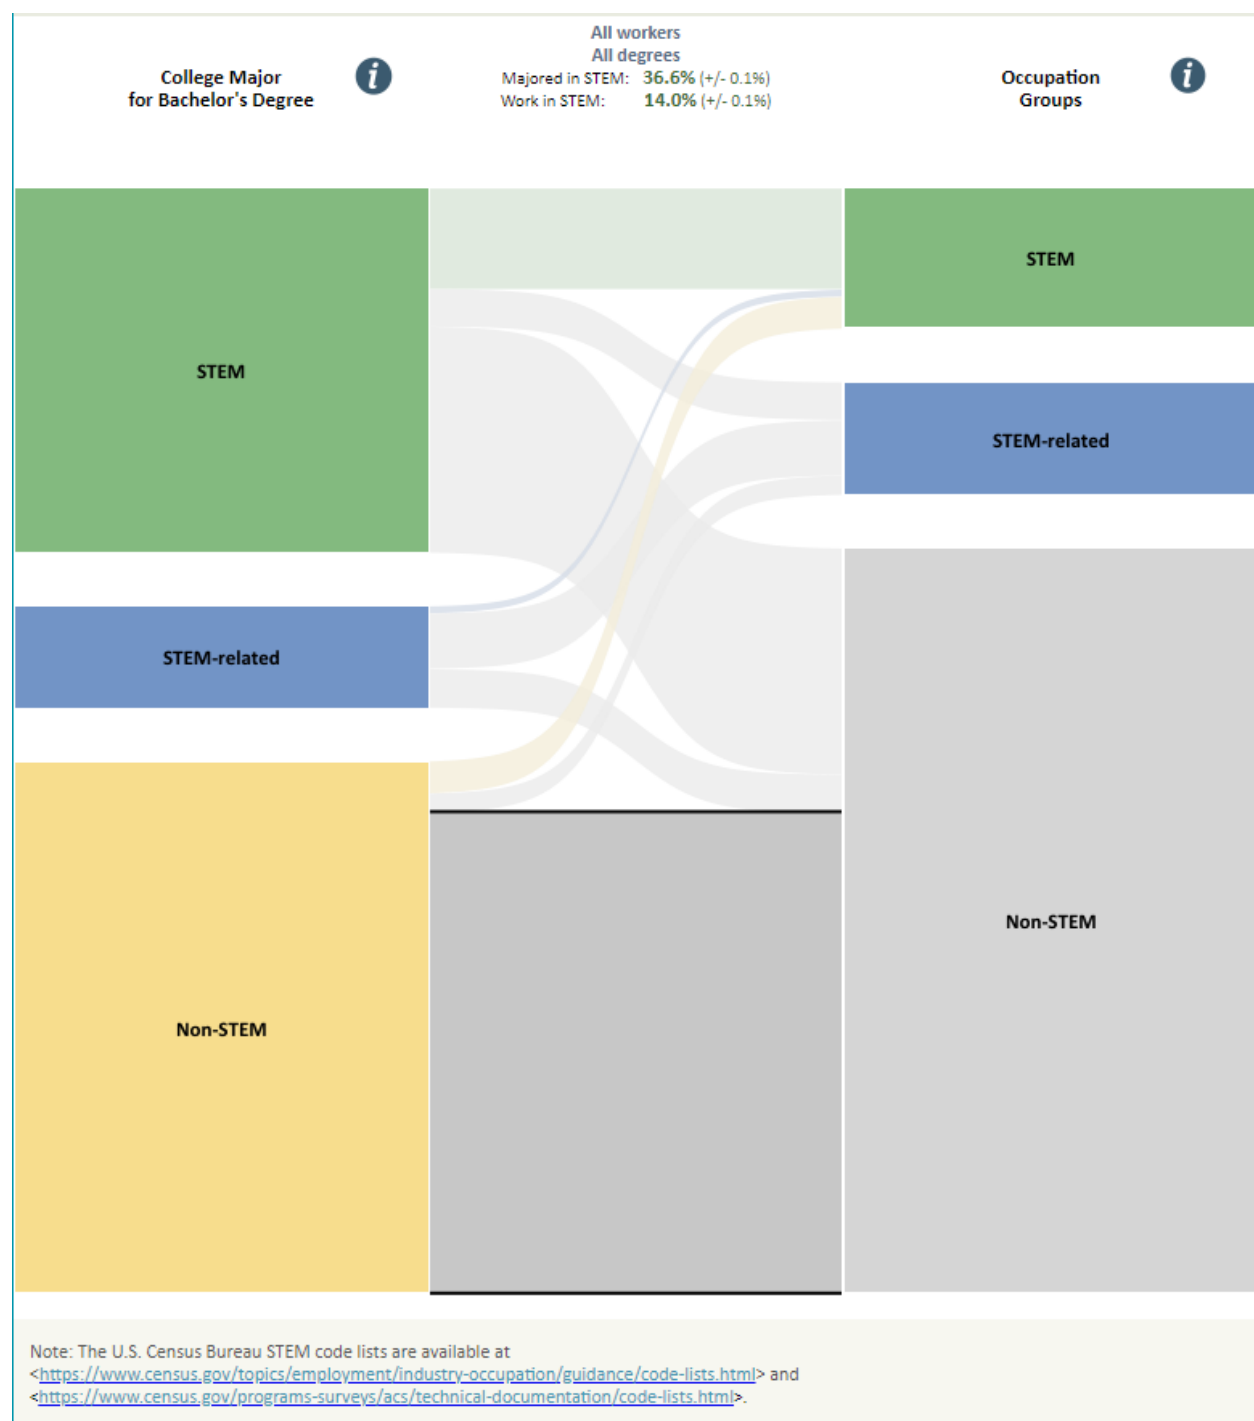 All workers
All degrees
Majored in STEM: 36.6% (+/- 0.1%)
Work in STEM: 14.0% (+/- 0.1%)
College Major
for Bachelor's Degree
i
Occupation
Groups
i
STEM
STEM-related
Non-STEM
STEM
STEM-related
Non-STEM
Note: The U.S. Census Bureau STEM code lists are available at
<https://www.census.gov/topics/employment/industry-occupation/guidance/code-lists.html> and
<https://www.census.gov/programs-surveys/acs/technical-documentation/code-lists.html>.